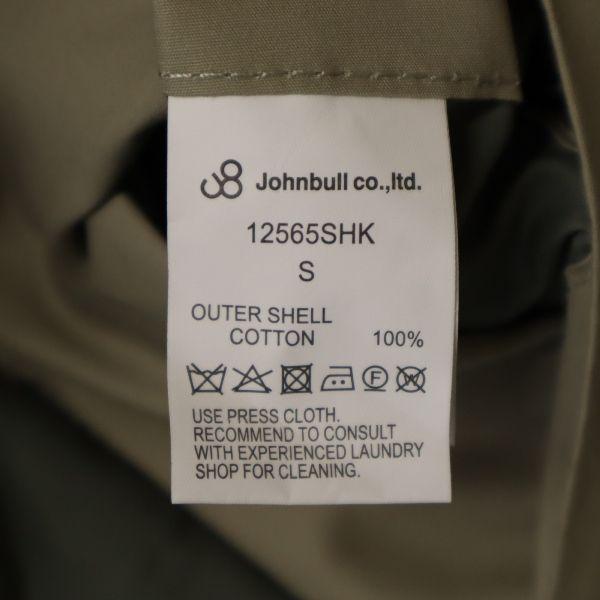 Johnbull co.,ltd.
12565SHK
S
OUTER SHELL
COTTON 100%
USE PRESS CLOTH.
RECOMMEND TO CONSULT
WITH EXPERIENCED LAUNDRY
SHOP FOR CLEANING.